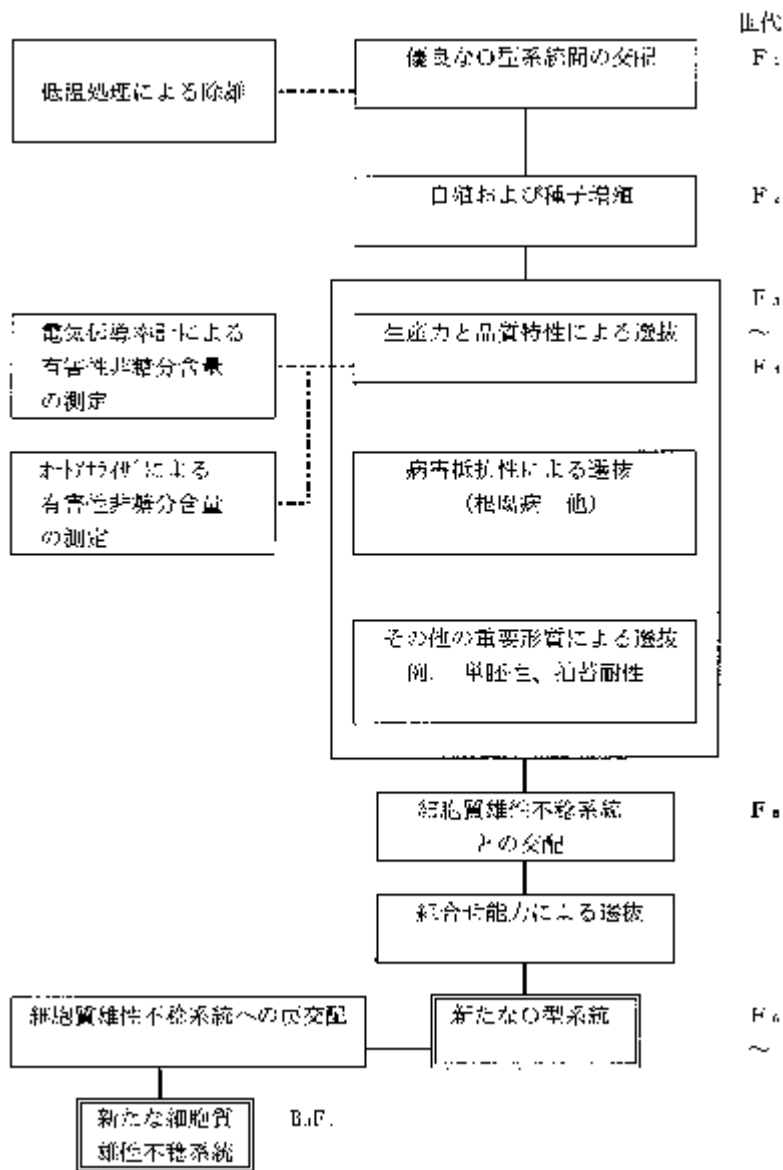 世代
優良なO型系統間の交配
F₁
低温処理による除雄
自殖および種子増殖
F₂
F₃
～
F₄
電気伝導率計による
有害性非糖分含量
の測定
生産力と品質特性による選抜
オートアナライザーによる
有害性非糖分含量
の測定
病害抵抗性による選抜
(根腐病 他)
その他の重要形質による選抜
例. 単胚性、抽苔耐性
細胞質雄性不稔系統
との交配
F₅
組合せ能力による選抜
細胞質雄性不稔系統への戻交配
新たなO型系統
F₆
～
新たな細胞質
雄性不稔系統